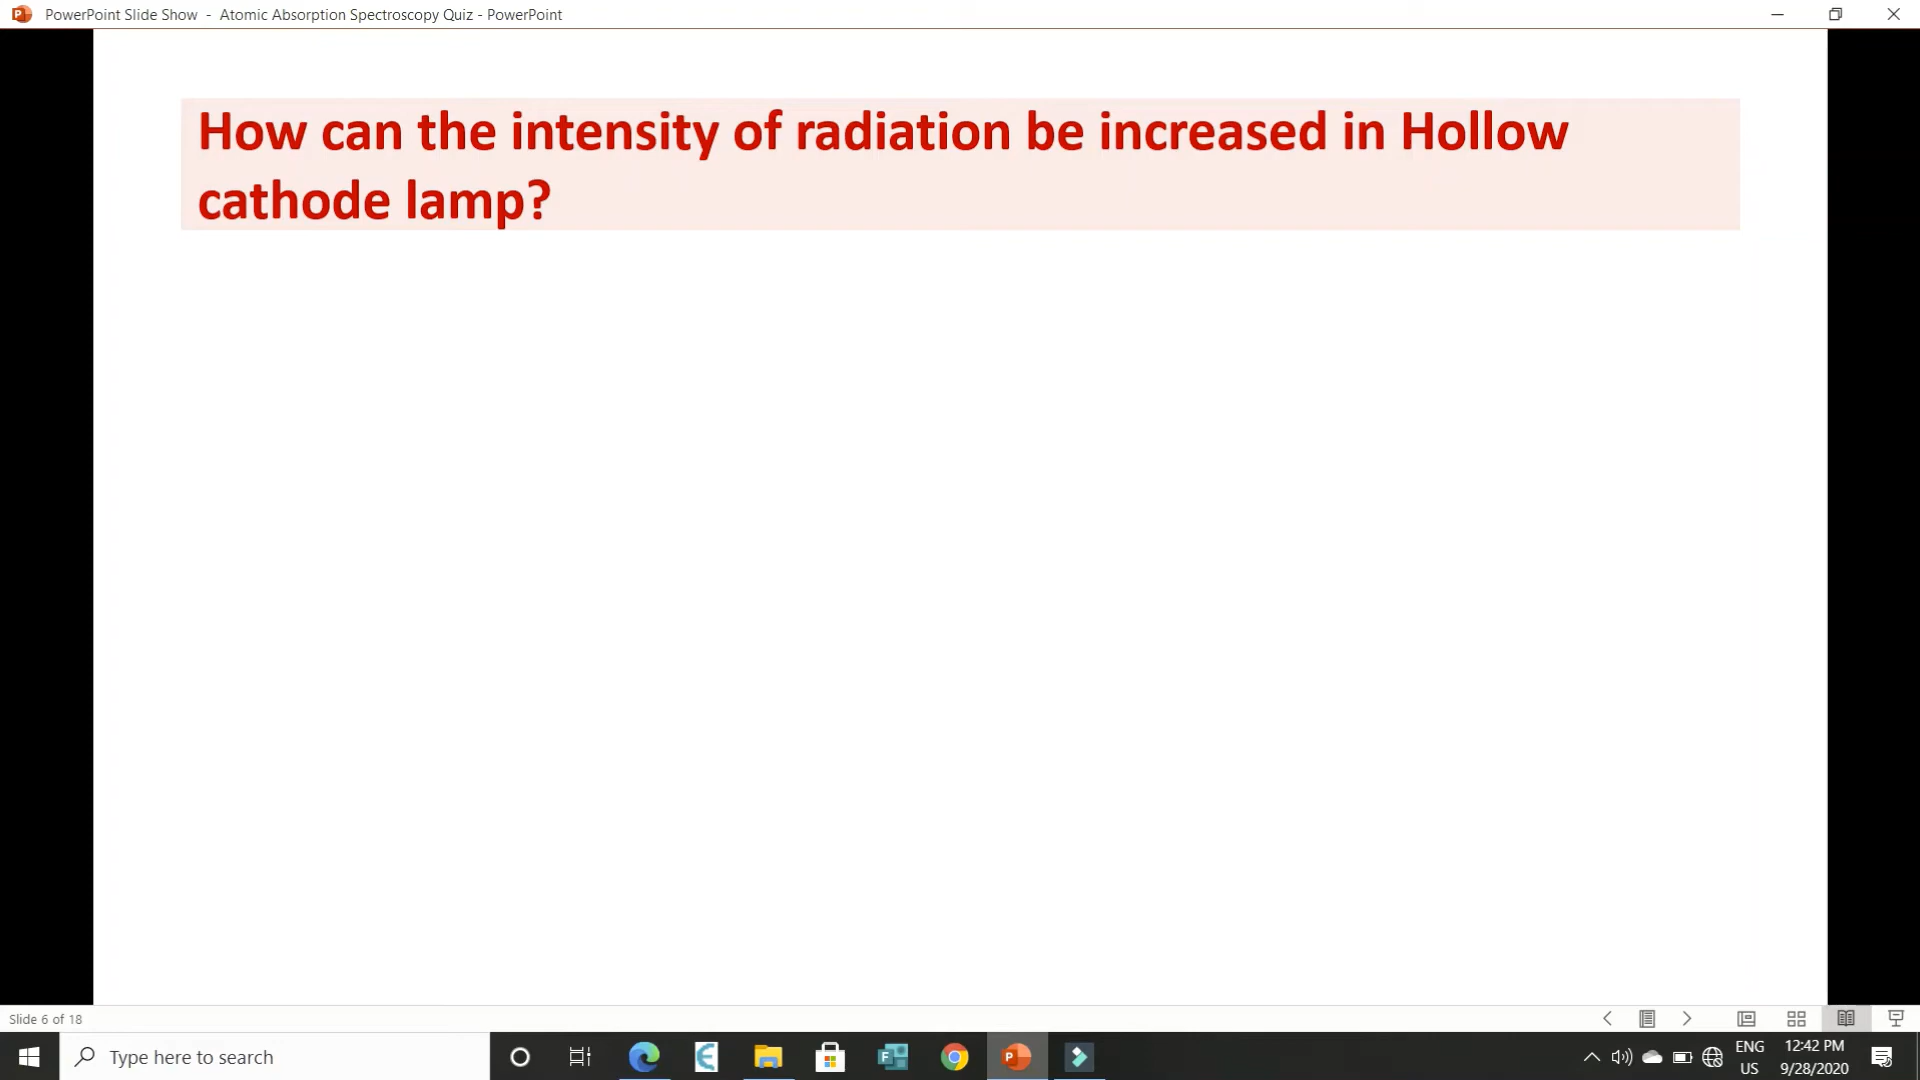 PowerPoint Slide Show - Atomic Absorption Spectroscopy Quiz - PowerPoint
How can the intensity of radiation be increased in Hollow
cathode lamp?
Slide 6 of 18
Type here to search
ENG
US
12:42 PM
9/28/2020